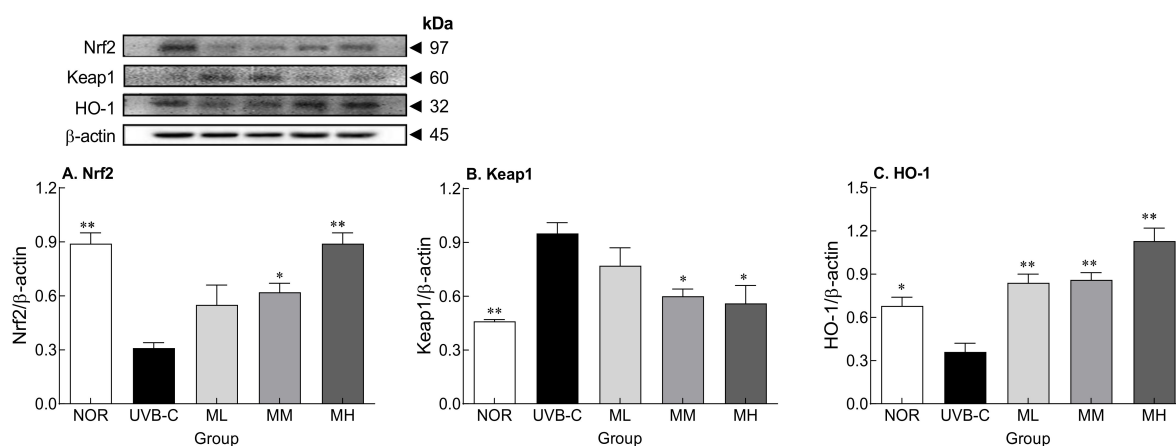 kDa
Nrf2 ◄ 97
Keap1 ◄ 60
HO-1 ◄ 32
β-actin ◄ 45
A. Nrf2
Nrf2/β-actin
1.2
0.9
0.6
0.3
0.0
** * **
NOR UVB-C ML MM MH
Group
B. Keap1
Keap1/β-actin
1.2
0.9
0.6
0.3
0.0
** * *
NOR UVB-C ML MM MH
Group
C. HO-1
HO-1/β-actin
1.5
1.2
0.9
0.6
0.3
0.0
* ** ** **
NOR UVB-C ML MM MH
Group